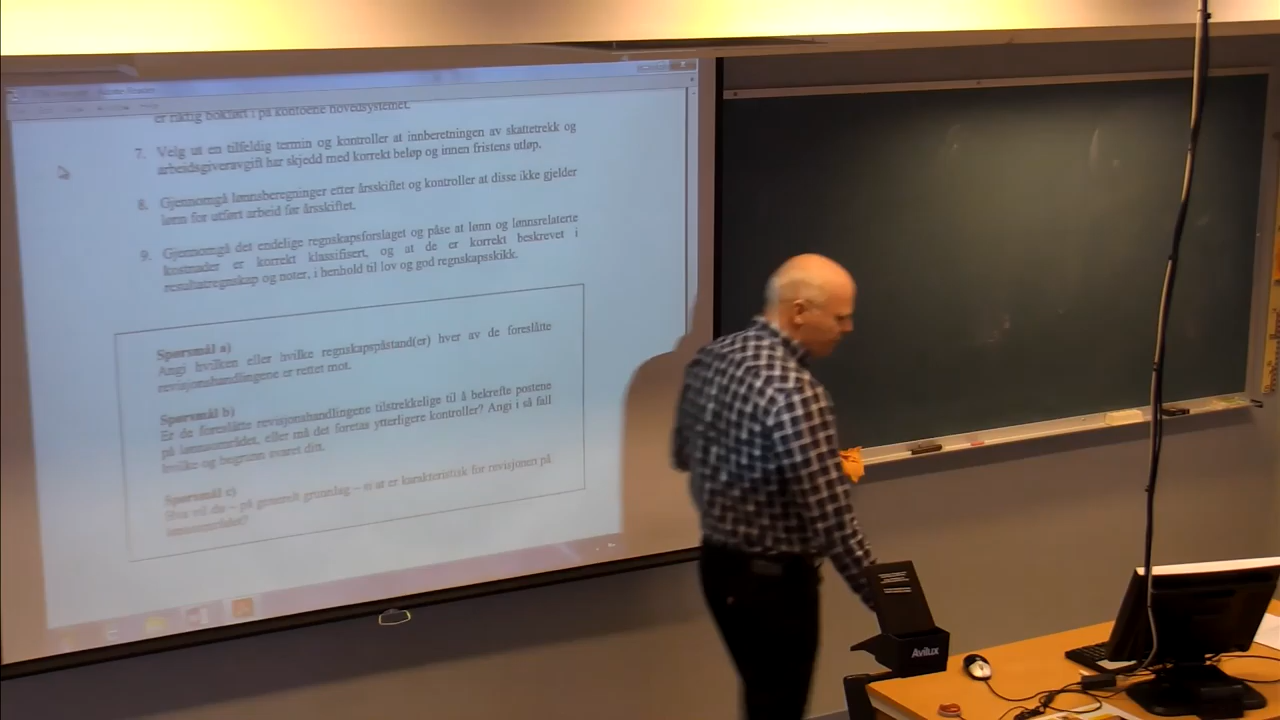 er riktig bokført i på kontoene hovedsystemet.
7. Velg ut en tilfeldig termin og kontroller at innberetningen av skattetrekk og
arbeidsgiveravgift har skjedd med korrekt beløp og innen fristens utløp.
8. Gjennomgå lønnsberegninger etter årsskiftet og kontroller at disse ikke gjelder
lønn for utført arbeid før årsskiftet.
9. Gjennomgå det endelige regnskapsforslaget og påse at lønn og lønnsrelaterte
kostnader er korrekt klassifisert, og at de er korrekt beskrevet i
resultatregnskap og noter, i henhold til lov og god regnskapsskikk.
Spørsmål a)
Angi hvilken eller hvilke regnskapspåstand(er) hver av de foreslåtte
revisjonshandlingene er rettet mot.
Spørsmål b)
Er de foreslåtte revisjonshandlingene tilstrekkelige til å bekrefte postene
på lønnsområdet, eller må det foretas ytterligere kontroller? Angi i så fall
hvilke og begrunn svaret ditt.
Spørsmål c)
Hva vil du – på generelt grunnlag – si at er karakteristisk for revisjonen på
lønnsområdet?
Avilux